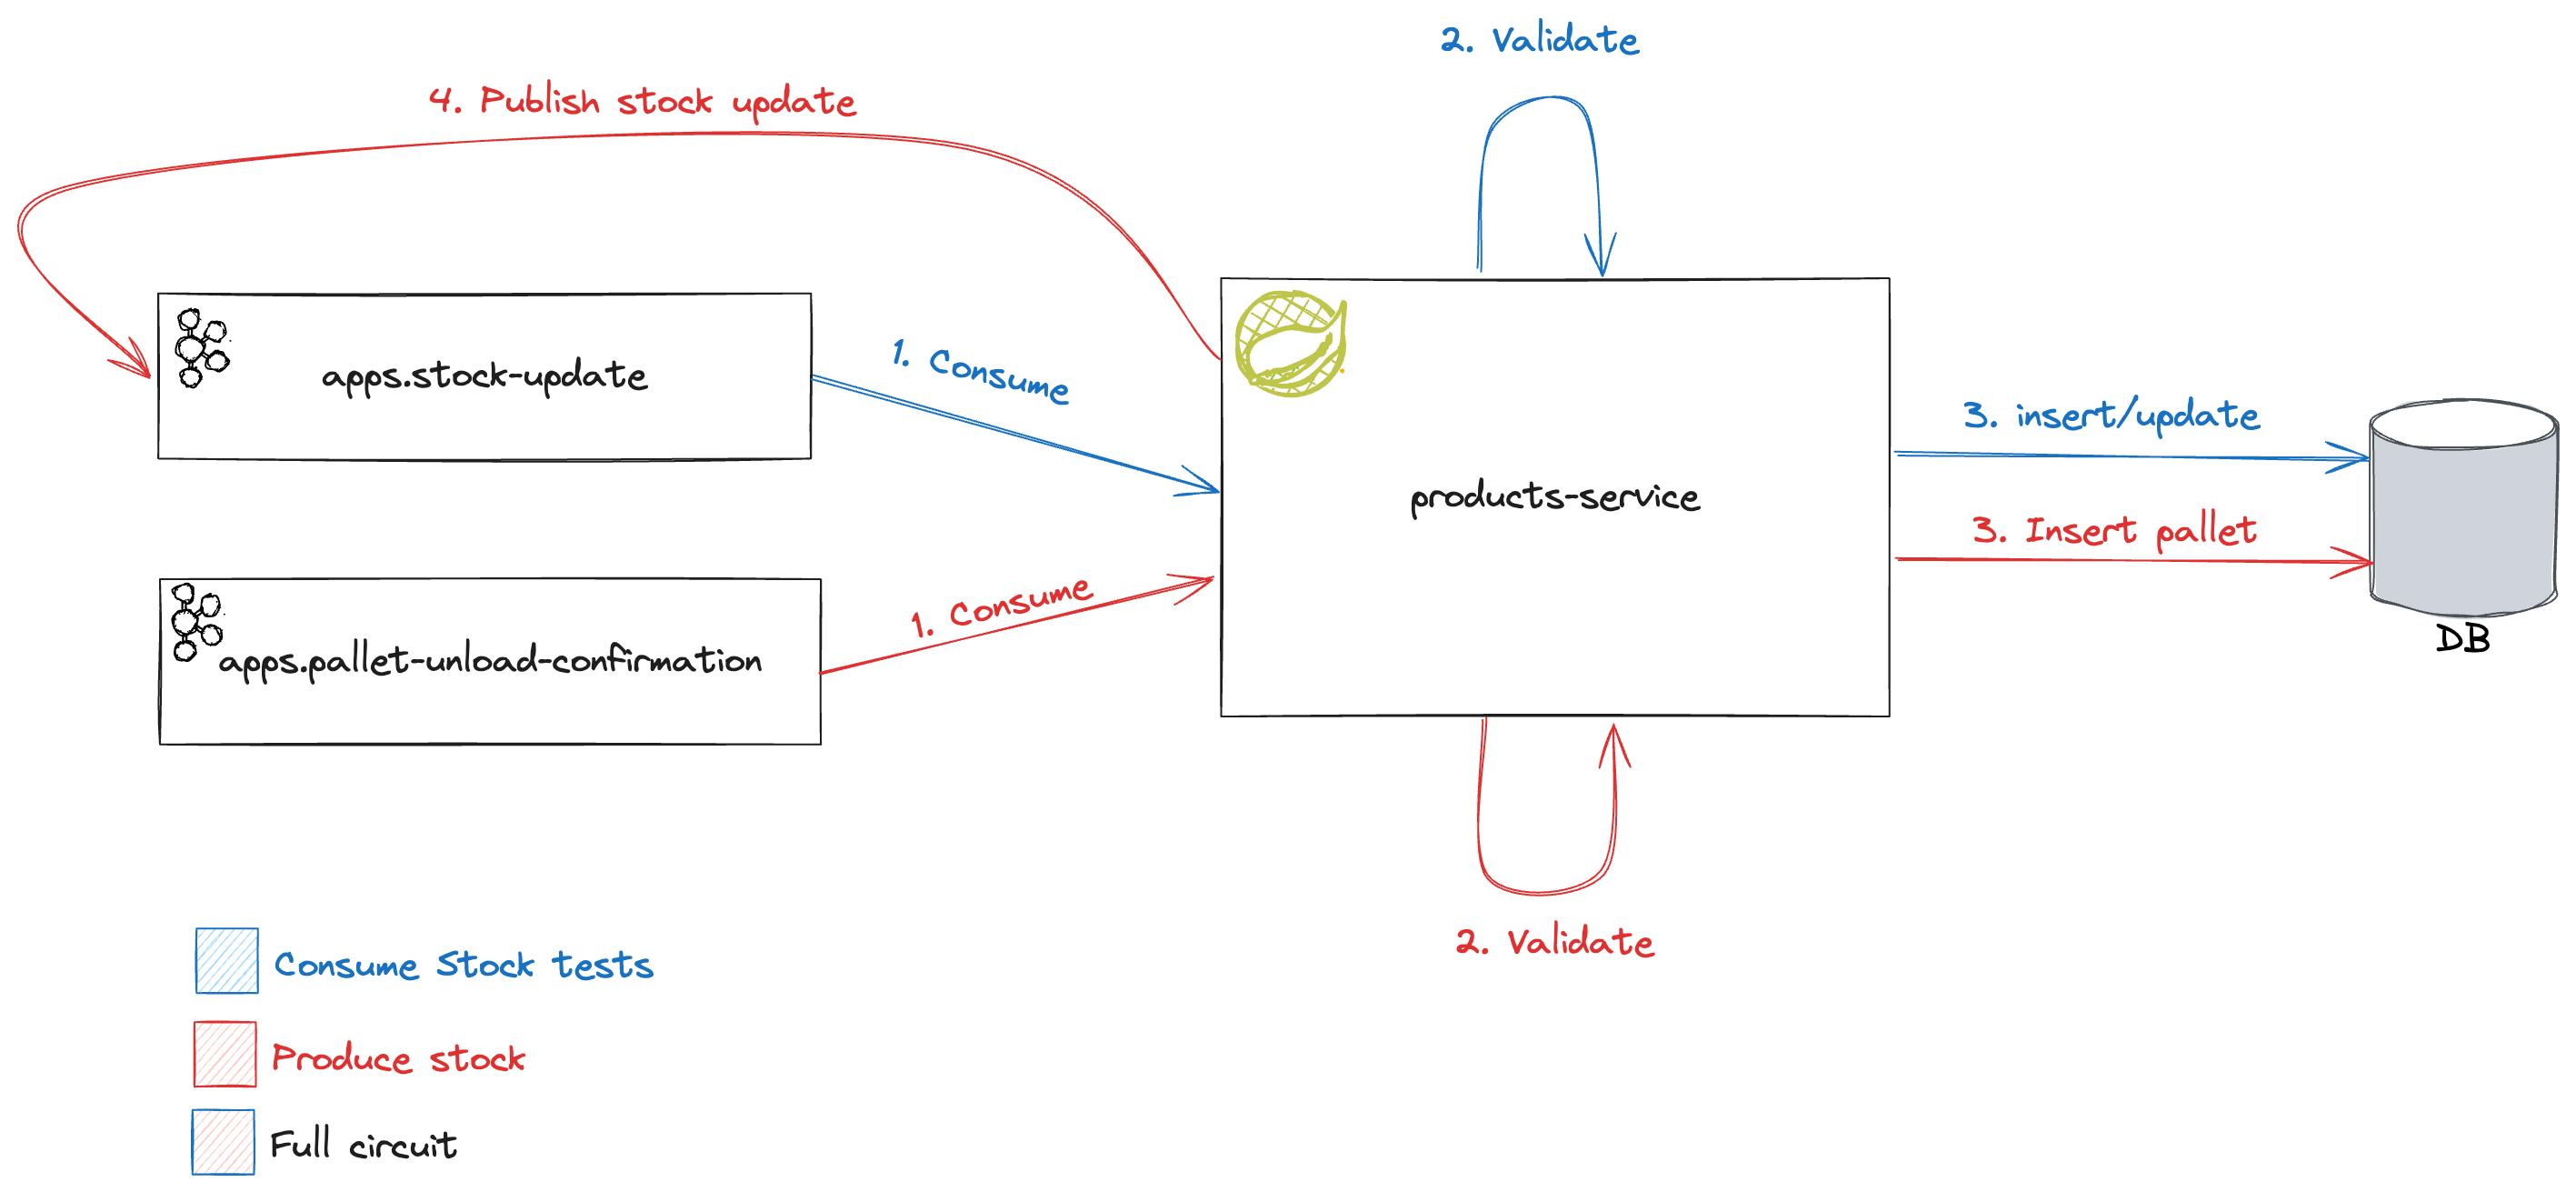 2. Validate
4. Publish stock update
apps.stock-update
1. Consume
products-service
3. insert/update
3. Insert pallet
DB
apps.pallet-unload-confirmation
1. Consume
2. Validate
Consume Stock tests
Produce stock
Full circuit